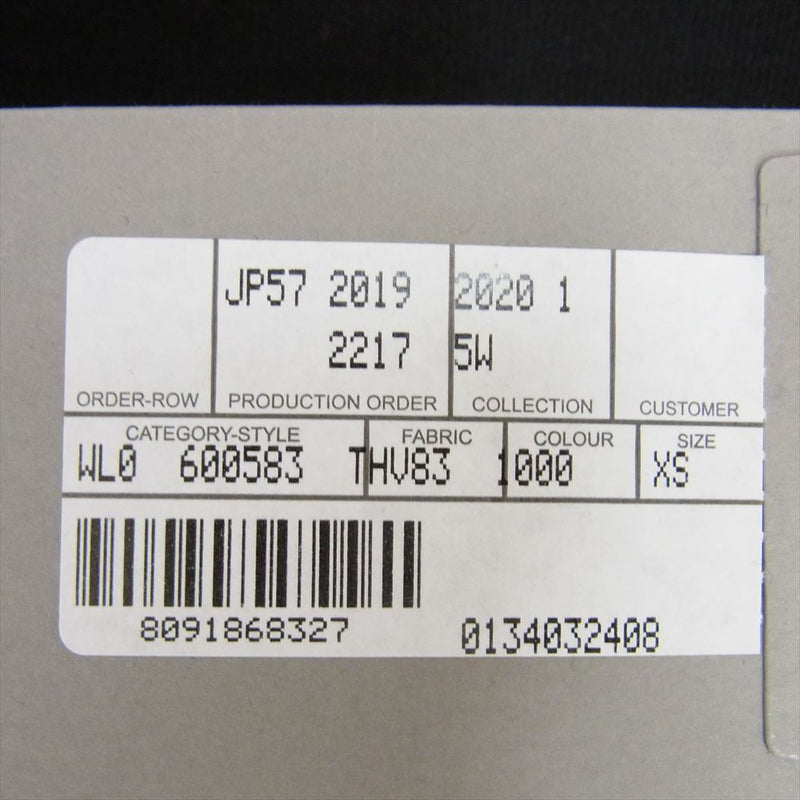 JP57 2019 2020 1
2217 5W
ORDER-ROW PRODUCTION ORDER COLLECTION CUSTOMER
CATEGORY-STYLE FABRIC COLOUR SIZE
WL0 600583 THV83 1000 XS
8091868327 0134032408